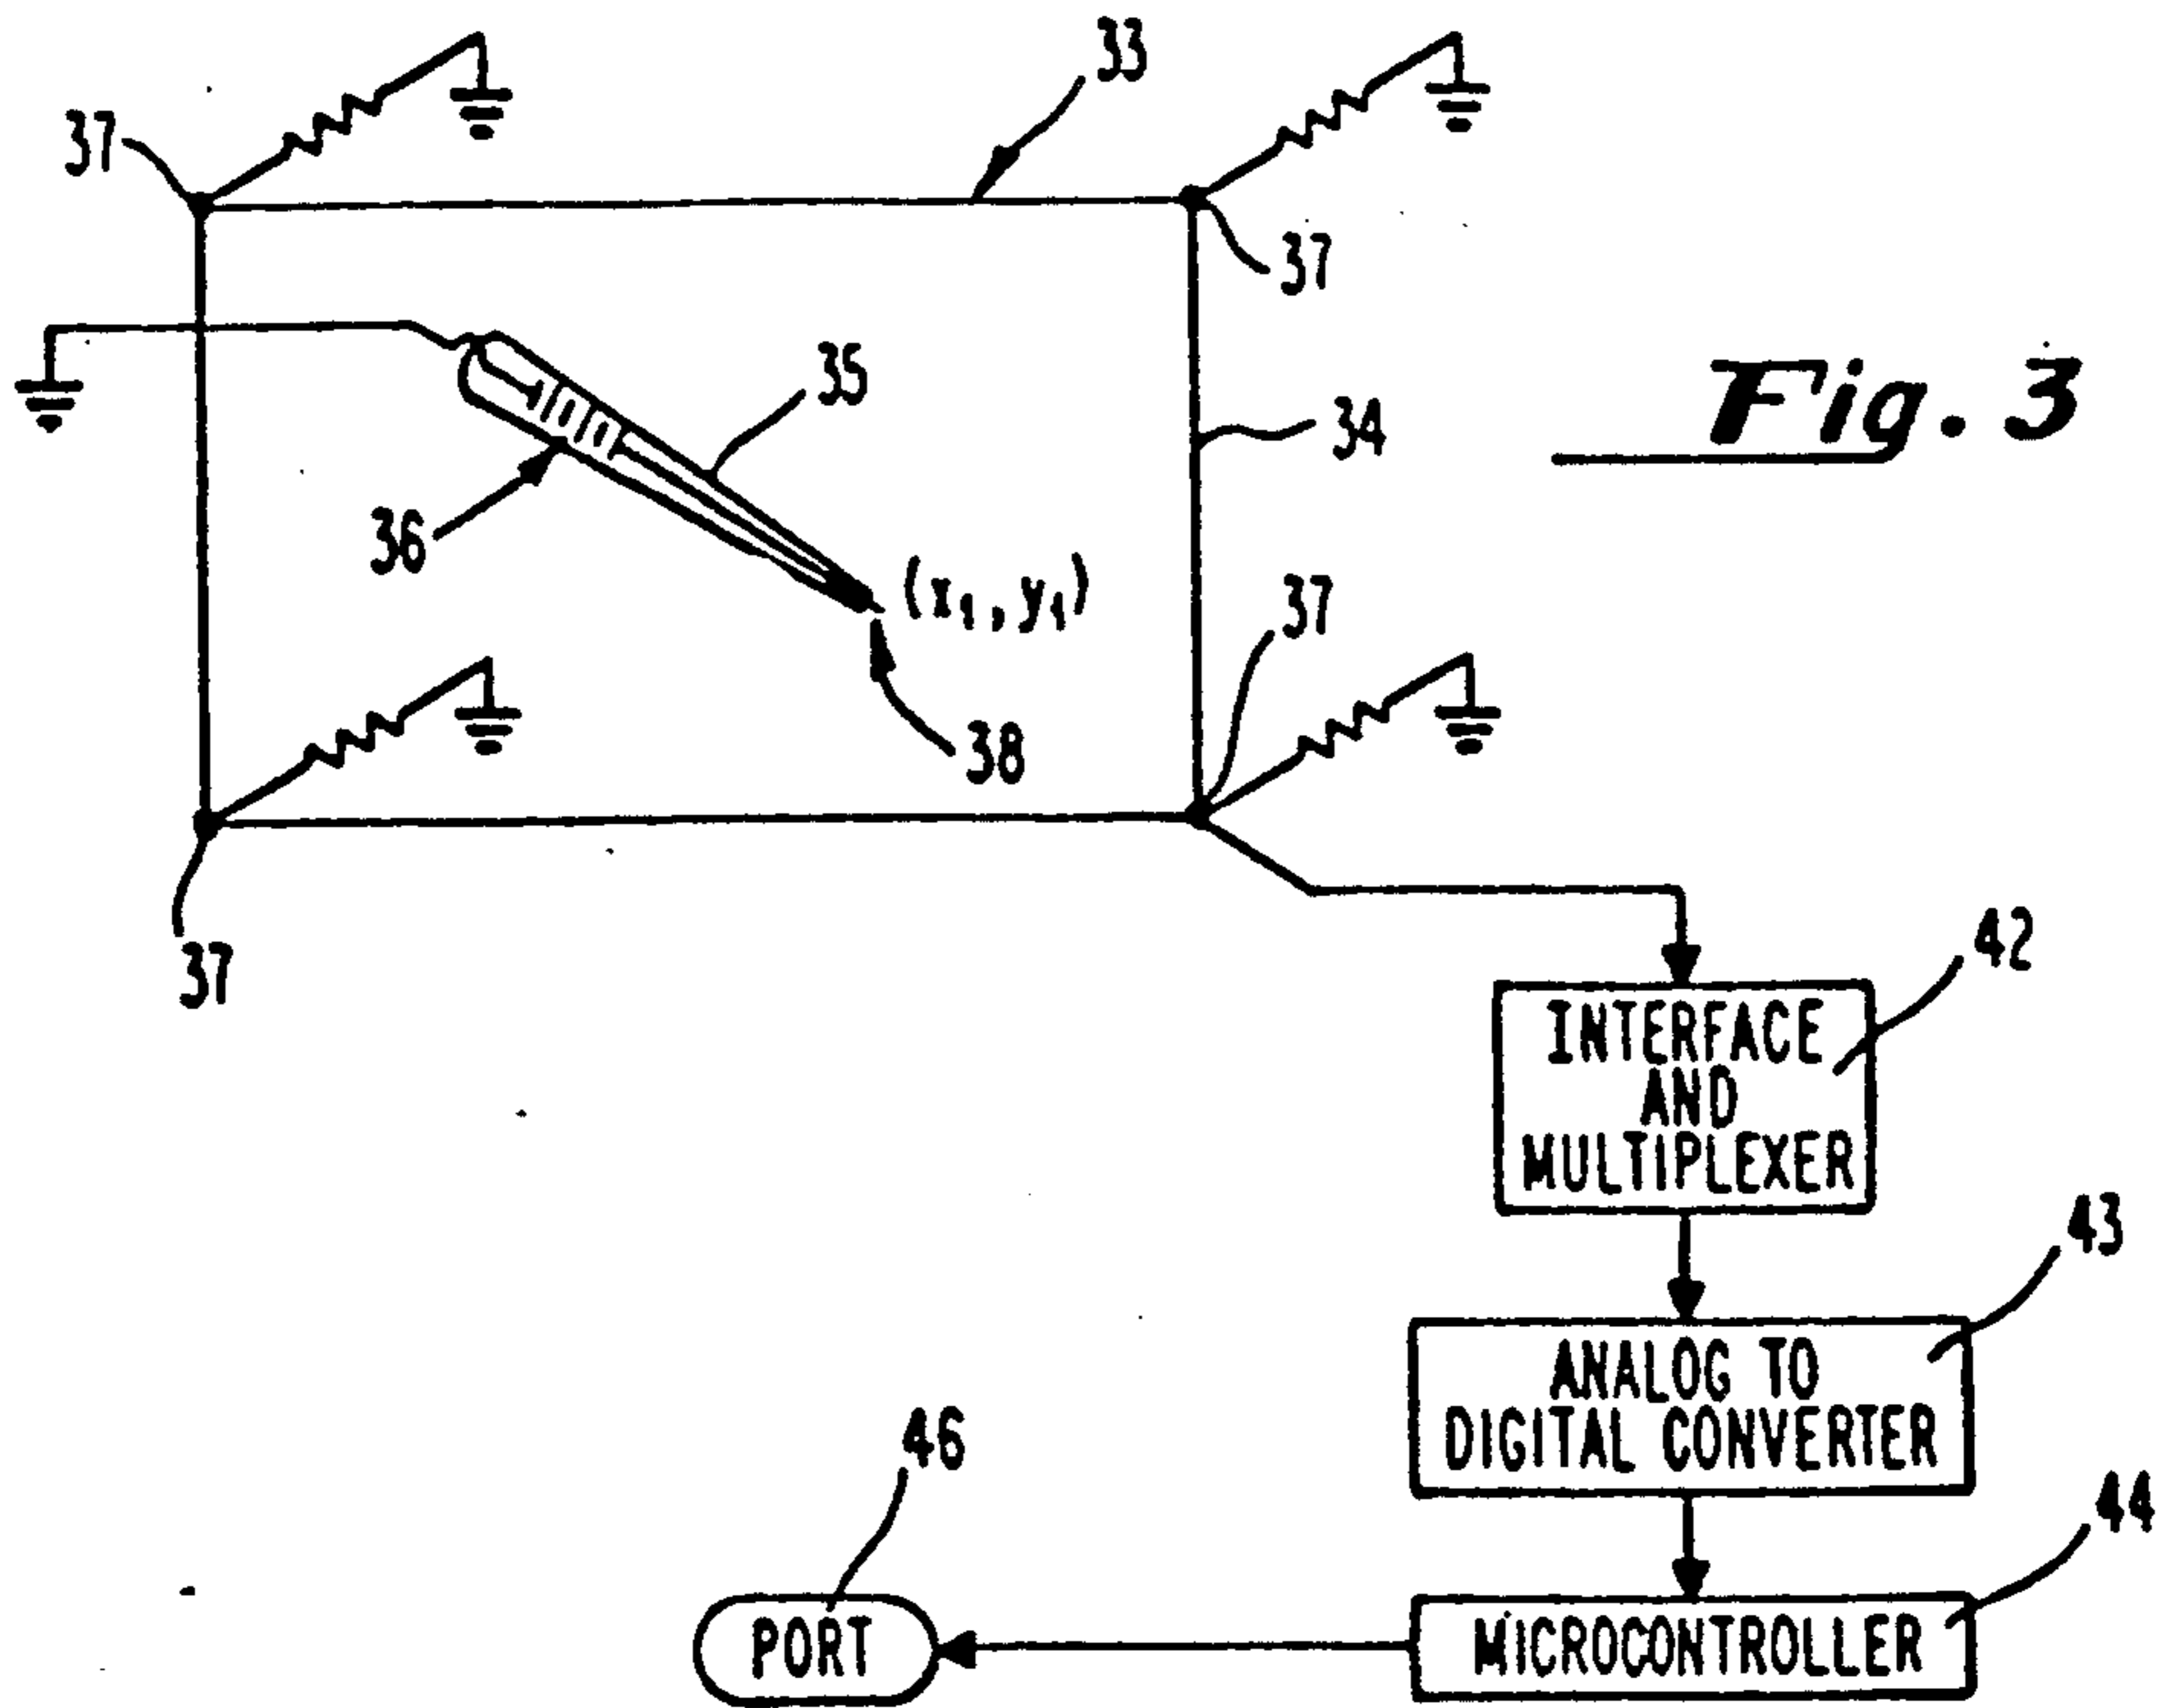 33
37
37
Fig. 3
35
34
36
(x₁, y₁)
37
38
37
42
INTERFACE
AND
MULTIPLEXER
43
ANALOG TO
DIGITAL CONVERTER
44
MICROCONTROLLER
46
PORT